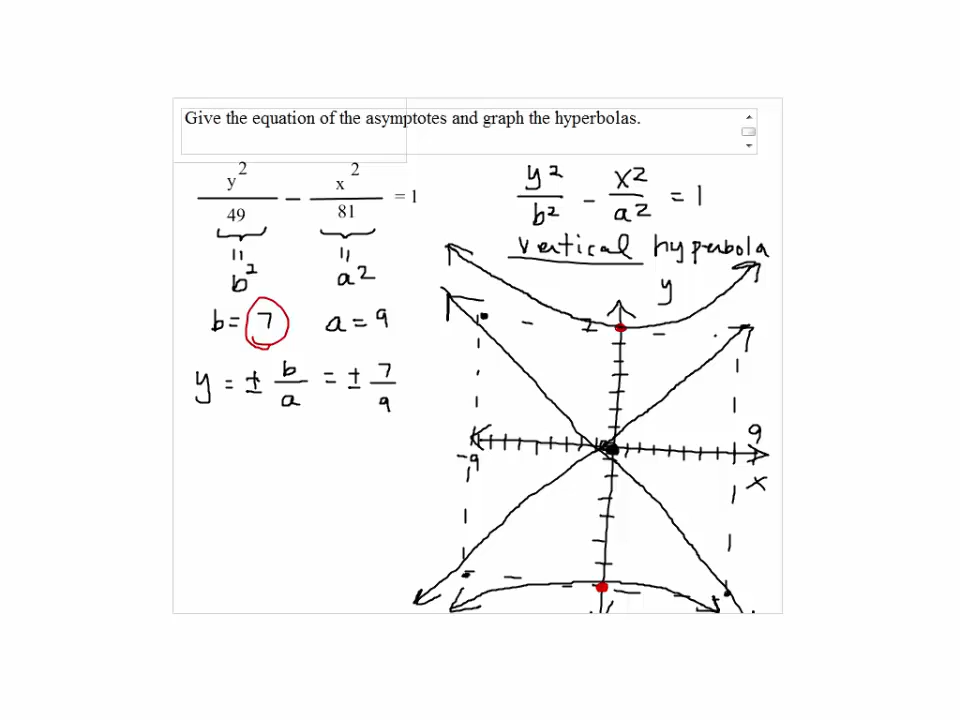 Give the equation of the asymptotes and graph the hyperbolas.
y²/49 − x²/81 = 1
y²/b² − x²/a² = 1
= b²
= a²
vertical hyperbola
b = 7 a = 9
y = ± b/a = ± 7/9
y
7
9
-9
x